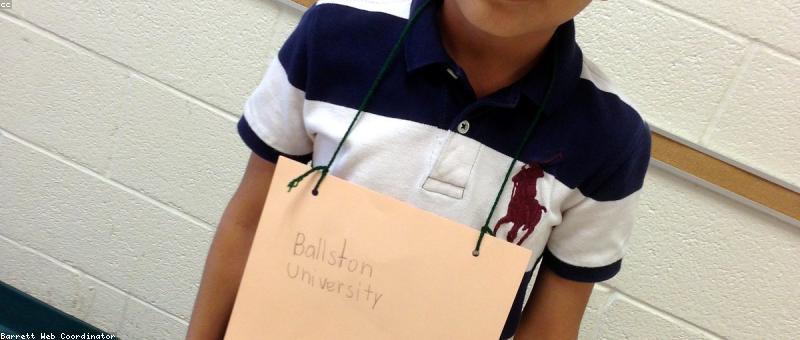 cc
Ballston
University
Barrett Web Coordinator